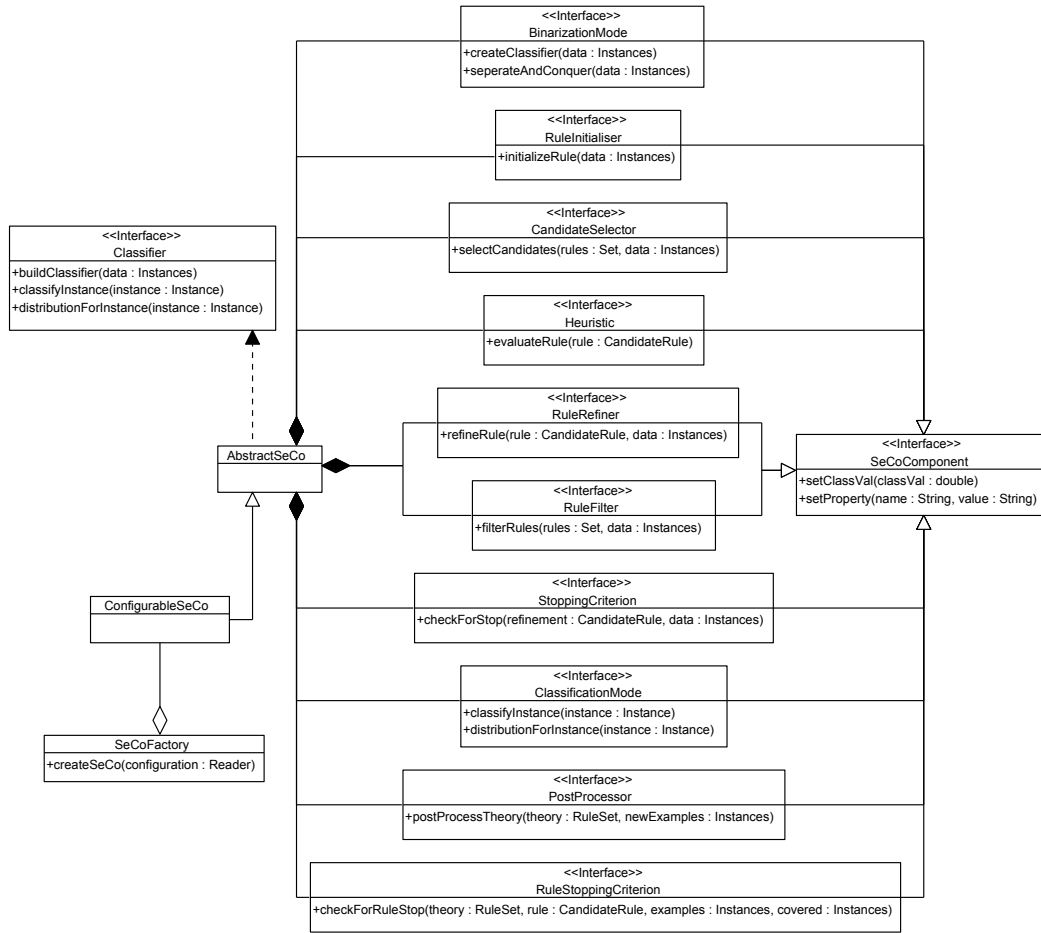 <<Interface>>
BinarizationMode
+createClassifier(data : Instances)
+seperateAndConquer(data : Instances)
<<Interface>>
RuleInitialiser
+initializeRule(data : Instances)
<<Interface>>
CandidateSelector
+selectCandidates(rules : Set, data : Instances)
<<Interface>>
Classifier
+buildClassifier(data : Instances)
+classifyInstance(instance : Instance)
+distributionForInstance(instance : Instance)
<<Interface>>
Heuristic
+evaluateRule(rule : CandidateRule)
<<Interface>>
RuleRefiner
+refineRule(rule : CandidateRule, data : Instances)
AbstractSeCo
<<Interface>>
SeCoComponent
+setClassVal(classVal : double)
+setProperty(name : String, value : String)
<<Interface>>
RuleFilter
+filterRules(rules : Set, data : Instances)
<<Interface>>
StoppingCriterion
+checkForStop(refinement : CandidateRule, data : Instances)
ConfigurableSeCo
<<Interface>>
ClassificationMode
+classifyInstance(instance : Instance)
+distributionForInstance(instance : Instance)
SeCoFactory
+createSeCo(configuration : Reader)
<<Interface>>
PostProcessor
+postProcessTheory(theory : RuleSet, newExamples : Instances)
<<Interface>>
RuleStoppingCriterion
+checkForRuleStop(theory : RuleSet, rule : CandidateRule, examples : Instances, covered : Instances)